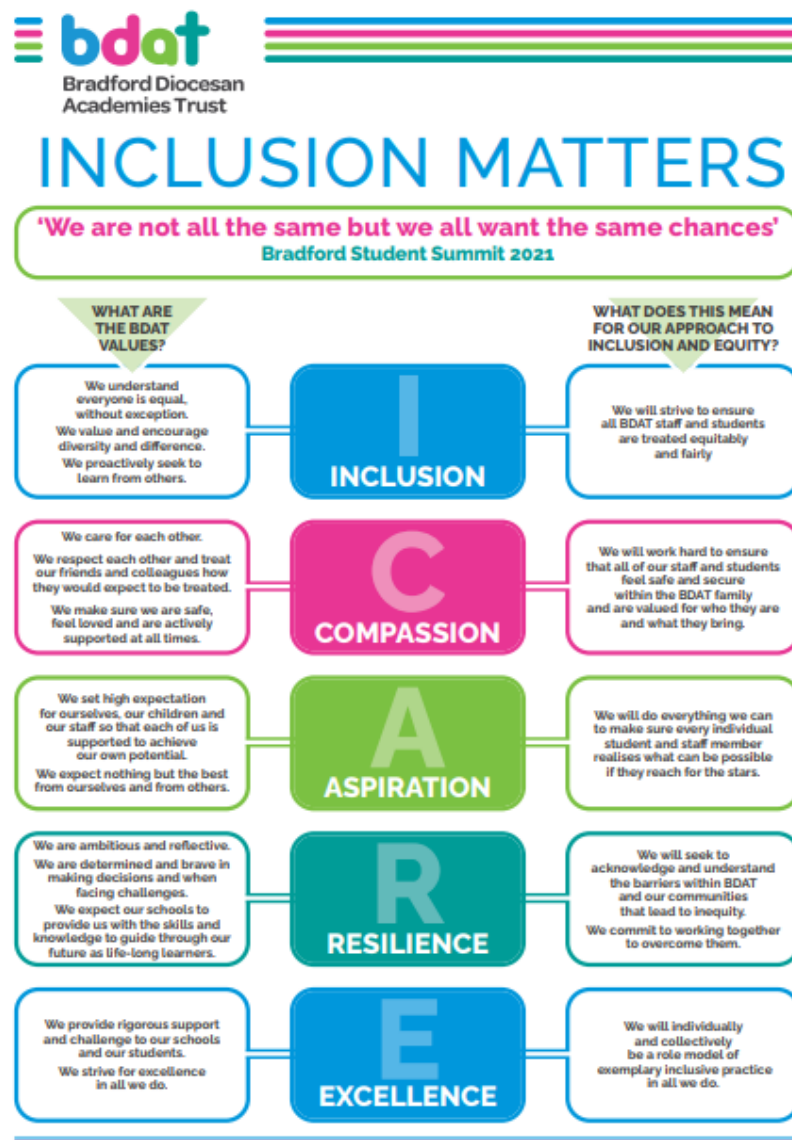 bdat
Bradford Diocesan
Academies Trust
INCLUSION MATTERS
‘We are not all the same but we all want the same chances’
Bradford Student Summit 2021
WHAT ARE
THE BDAT
VALUES?
WHAT DOES THIS MEAN
FOR OUR APPROACH TO
INCLUSION AND EQUITY?
We understand
everyone is equal,
without exception.
We value and encourage
diversity and difference.
We proactively seek to
learn from others.
I
INCLUSION
We will strive to ensure
all BDAT staff and students
are treated equitably
and fairly
We care for each other.
We respect each other and treat
our friends and colleagues how
they would expect to be treated.
We make sure we are safe,
feel loved and are actively
supported at all times.
C
COMPASSION
We will work hard to ensure
that all of our staff and students
feel safe and secure
within the BDAT family
and are valued for who they are
and what they bring.
We set high expectation
for ourselves, our children and
our staff so that each of us is
supported to achieve
our own potential.
We expect nothing but the best
from ourselves and from others.
A
ASPIRATION
We will do everything we can
to make sure every individual
student and staff member
realises what can be possible
if they reach for the stars.
We are ambitious and reflective.
We are determined and brave in
making decisions and when
facing challenges.
We expect our schools to
provide us with the skills and
knowledge to guide through our
future as life-long learners.
R
RESILIENCE
We will seek to
acknowledge and understand
the barriers within BDAT
and our communities
that lead to inequity.
We commit to working together
to overcome them.
We provide rigorous support
and challenge to our schools
and our students.
We strive for excellence
in all we do.
E
EXCELLENCE
We will individually
and collectively
be a role model of
exemplary inclusive practice
in all we do.